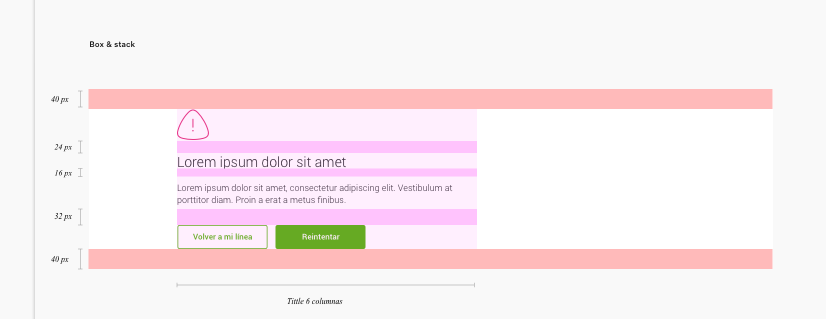 Box & stack
40 px
!
24 px
Lorem ipsum dolor sit amet
16 px
Lorem ipsum dolor sit amet, consectetur adipiscing elit. Vestibulum at
porttitor diam. Proin a erat a metus finibus.
32 px
Volver a mi línea Reintentar
40 px
Tittle 6 columnas